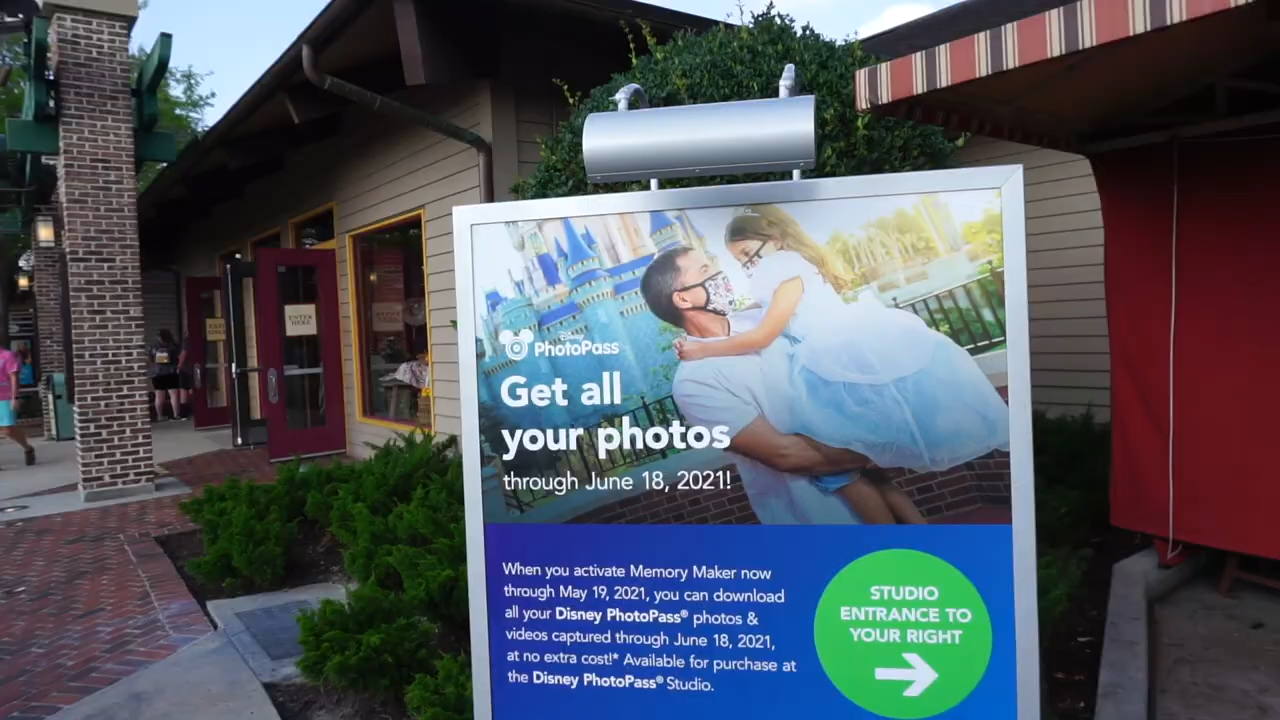 ENTER
HERE
Disney
PhotoPass
Get all
your photos
through June 18, 2021!
When you activate Memory Maker now
through May 19, 2021, you can download
all your Disney PhotoPass® photos &
videos captured through June 18, 2021,
at no extra cost!* Available for purchase at
the Disney PhotoPass® Studio.
STUDIO
ENTRANCE TO
YOUR RIGHT